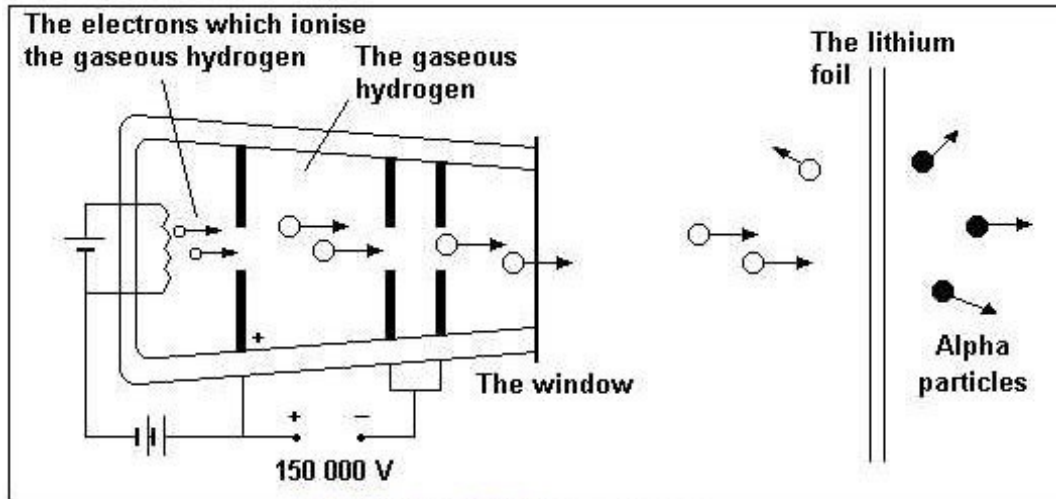 The electrons which ionise
the gaseous hydrogen
The gaseous
hydrogen
The lithium
foil
+
The window
Alpha
particles
+ −
150 000 V